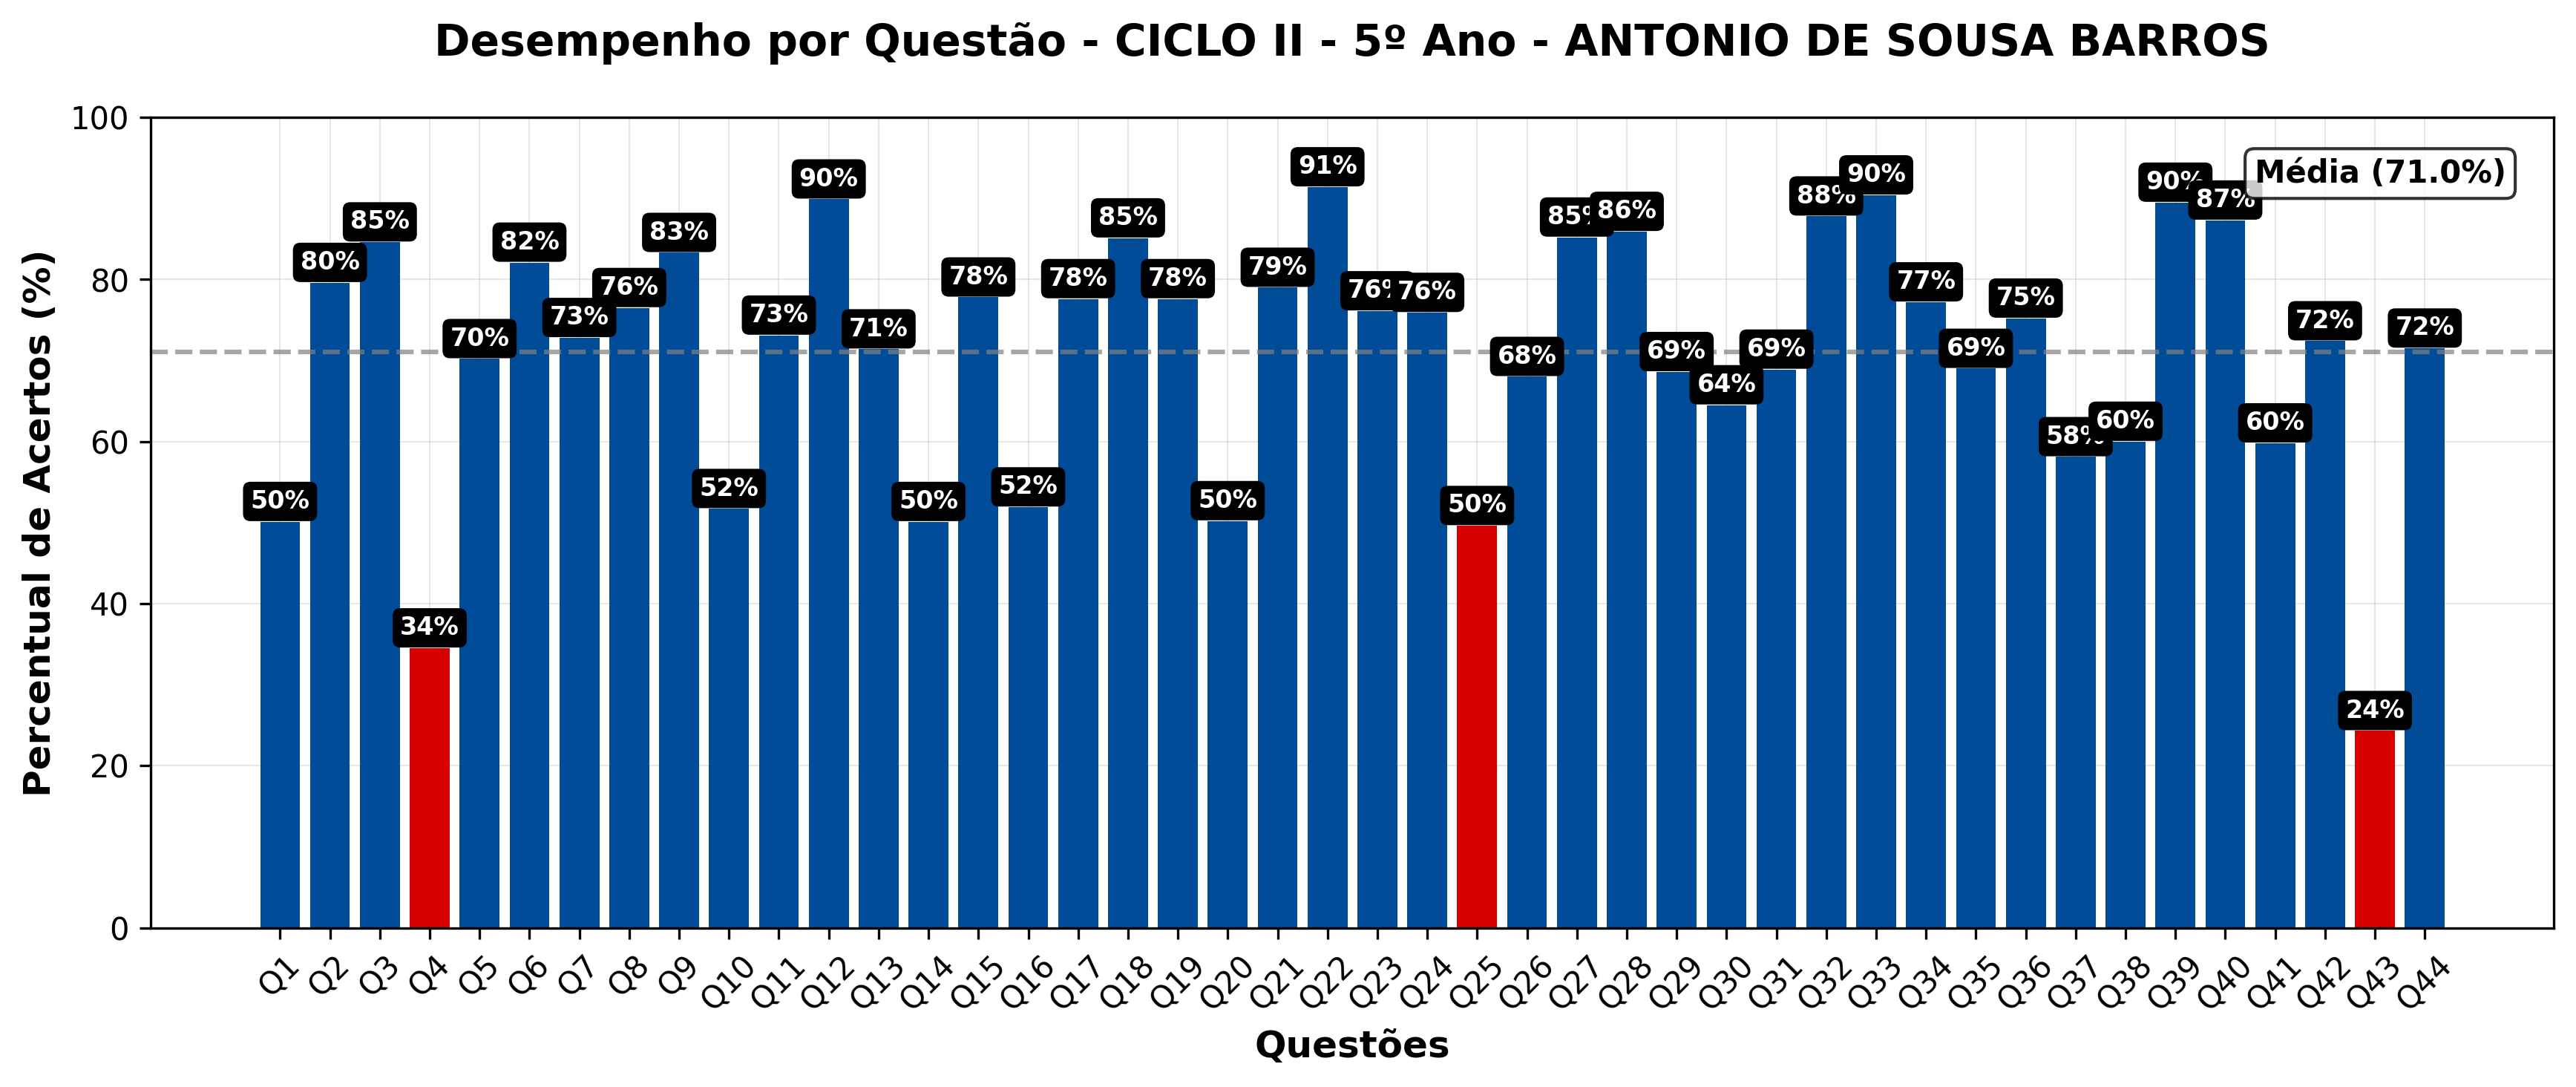 Desempenho por Questão - CICLO II - 5º Ano - ANTONIO DE SOUSA BARROS
Percentual de Acertos (%)
100
80
60
40
20
0
Média (71.0%)
50%
80%
85%
34%
70%
82%
73%
76%
83%
52%
73%
90%
71%
50%
78%
52%
78%
85%
78%
50%
79%
91%
76%
76%
50%
68%
85%
86%
69%
64%
69%
88%
90%
77%
69%
75%
58%
60%
90%
87%
60%
72%
24%
72%
Q1
Q2
Q3
Q4
Q5
Q6
Q7
Q8
Q9
Q10
Q11
Q12
Q13
Q14
Q15
Q16
Q17
Q18
Q19
Q20
Q21
Q22
Q23
Q24
Q25
Q26
Q27
Q28
Q29
Q30
Q31
Q32
Q33
Q34
Q35
Q36
Q37
Q38
Q39
Q40
Q41
Q42
Q43
Q44
Questões